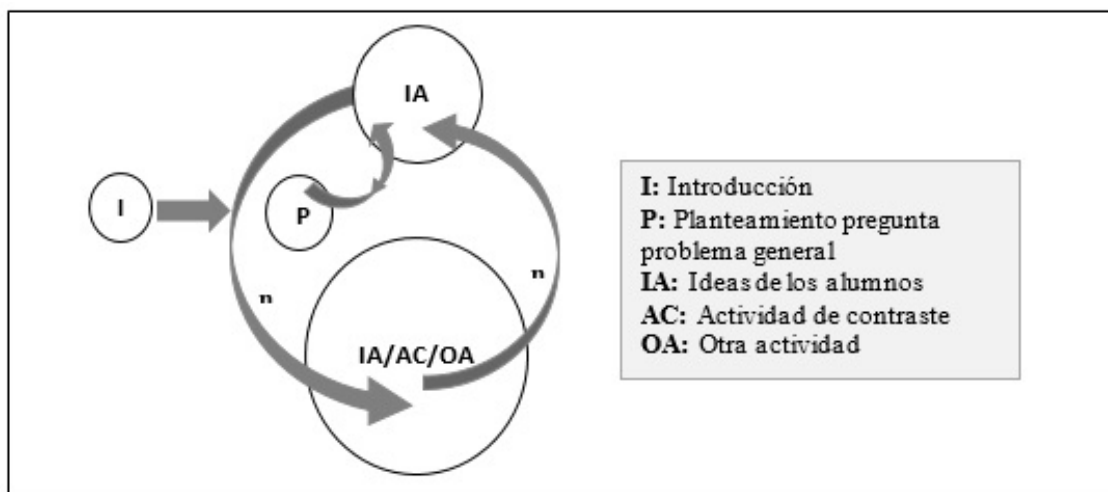 IA
I
P
n
n
IA/AC/OA
I: Introducción
P: Planteamiento pregunta
problema general
IA: Ideas de los alumnos
AC: Actividad de contraste
OA: Otra actividad